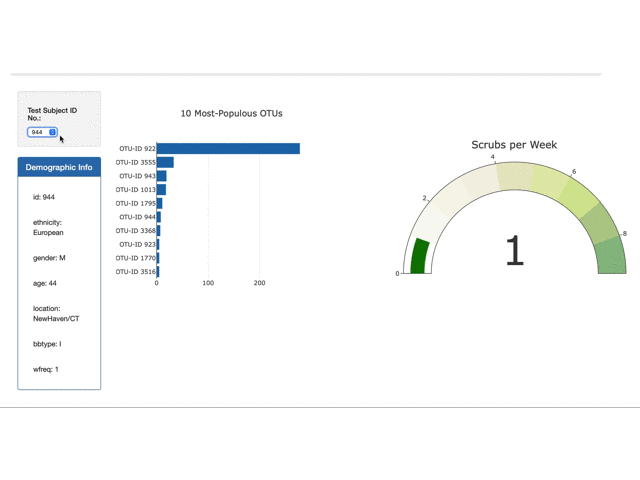 Test Subject ID
No.:
944
Demographic Info
id: 944
ethnicity:
European
gender: M
age: 44
location:
NewHaven/CT
bbtype: I
wfreq: 1
10 Most-Populous OTUs
OTU-ID 922
OTU-ID 3555
OTU-ID 943
OTU-ID 1013
OTU-ID 1795
OTU-ID 944
OTU-ID 3368
OTU-ID 923
OTU-ID 1770
OTU-ID 3516
0 100 200
Scrubs per Week
0
2
4
6
8
1